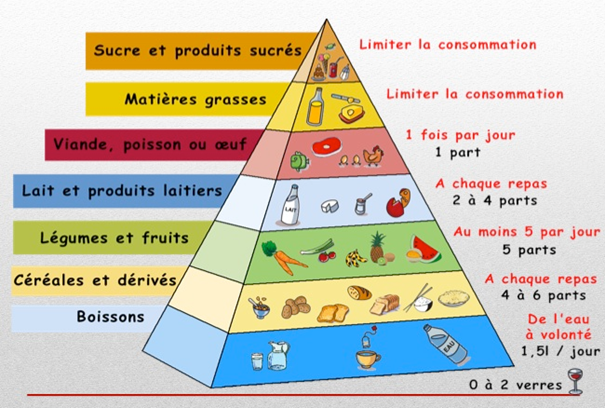 Sucre et produits sucrés
Limiter la consommation
Matières grasses
Limiter la consommation
Viande, poisson ou œuf
1 fois par jour
1 part
Lait et produits laitiers
A chaque repas
2 à 4 parts
LAIT
Légumes et fruits
Au moins 5 par jour
5 parts
Céréales et dérivés
A chaque repas
4 à 6 parts
Boissons
De l'eau
à volonté
1,5l / jour
EAU
0 à 2 verres /